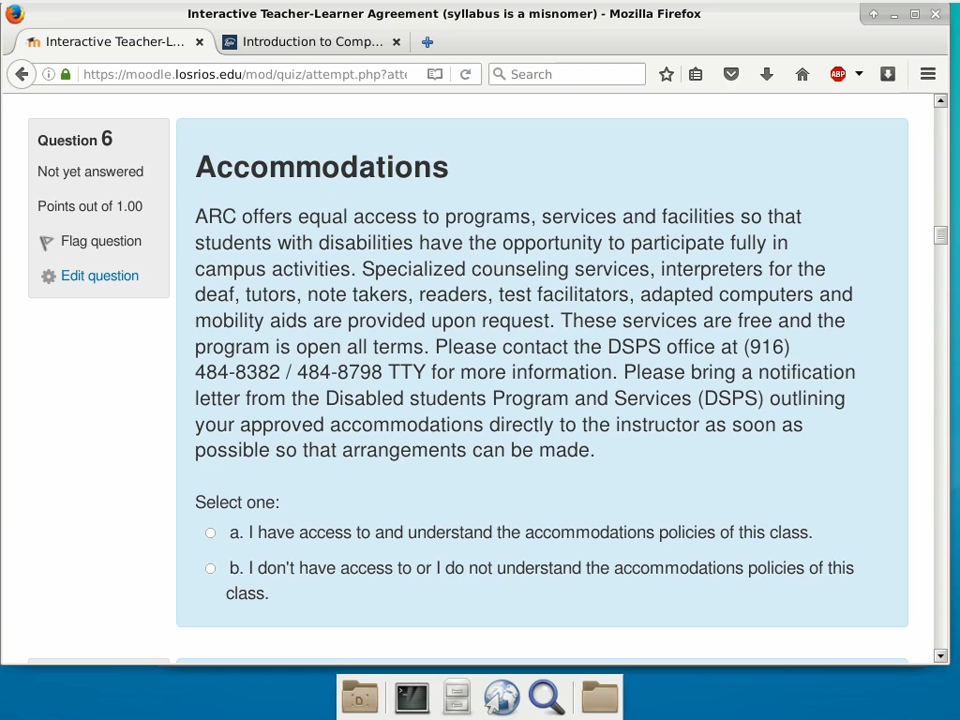 Interactive Teacher-Learner Agreement (syllabus is a misnomer) - Mozilla Firefox
Interactive Teacher-L... Introduction to Comp...
https://moodle.losrios.edu/mod/quiz/attempt.php?atte Search ABP
Question 6
Not yet answered
Points out of 1.00
Flag question
Edit question
Accommodations
ARC offers equal access to programs, services and facilities so that
students with disabilities have the opportunity to participate fully in
campus activities. Specialized counseling services, interpreters for the
deaf, tutors, note takers, readers, test facilitators, adapted computers and
mobility aids are provided upon request. These services are free and the
program is open all terms. Please contact the DSPS office at (916)
484-8382 / 484-8798 TTY for more information. Please bring a notification
letter from the Disabled students Program and Services (DSPS) outlining
your approved accommodations directly to the instructor as soon as
possible so that arrangements can be made.
Select one:
a. I have access to and understand the accommodations policies of this class.
b. I don't have access to or I do not understand the accommodations policies of this
class.